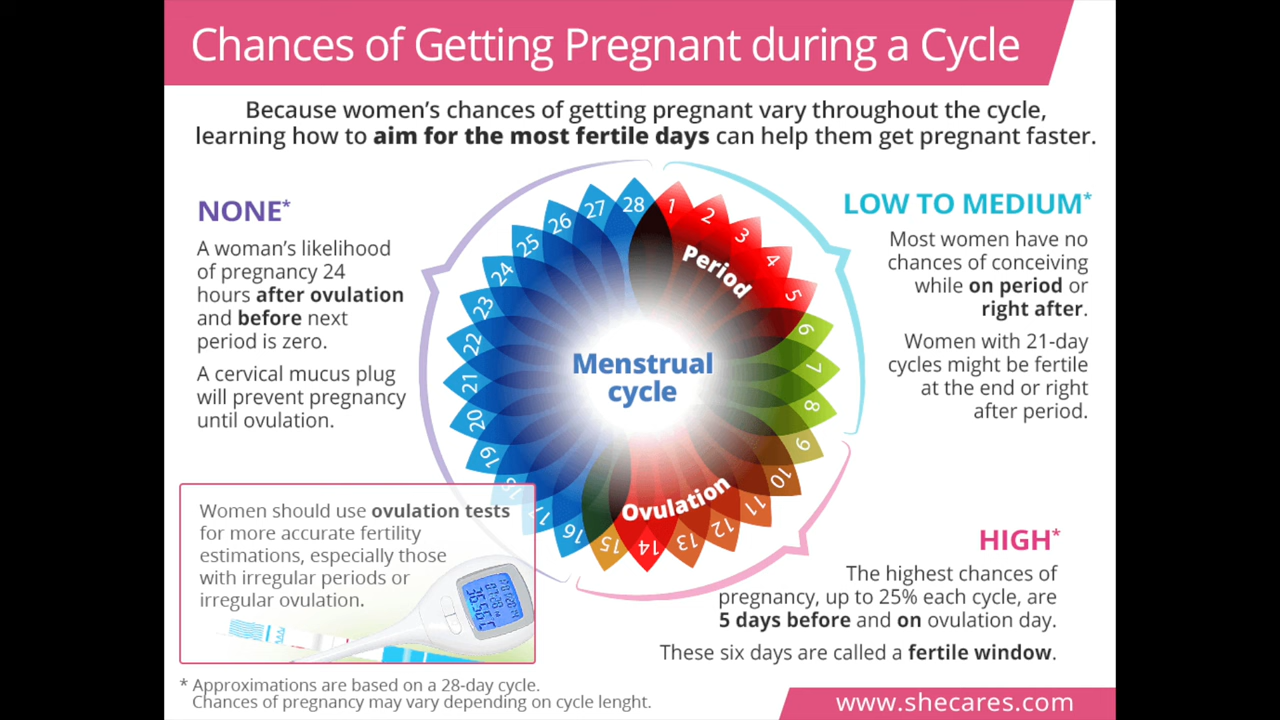 Chances of Getting Pregnant during a Cycle
Because women's chances of getting pregnant vary throughout the cycle,
learning how to aim for the most fertile days can help them get pregnant faster.
NONE*
A woman's likelihood
of pregnancy 24
hours after ovulation
and before next
period is zero.
A cervical mucus plug
will prevent pregnancy
until ovulation.
LOW TO MEDIUM*
Most women have no
chances of conceiving
while on period or
right after.
Women with 21-day
cycles might be fertile
at the end or right
after period.
1
2
3
4
5
6
7
8
9
10
11
12
13
14
15
16
17
18
19
20
21
22
23
24
25
26
27
28
Period
Menstrual
cycle
Ovulation
HIGH*
The highest chances of
pregnancy, up to 25% each cycle, are
5 days before and on ovulation day.
These six days are called a fertile window.
Women should use ovulation tests
for more accurate fertility
estimations, especially those
with irregular periods or
irregular ovulation.
* Approximations are based on a 28-day cycle.
Chances of pregnancy may vary depending on cycle lenght.
www.shecares.com